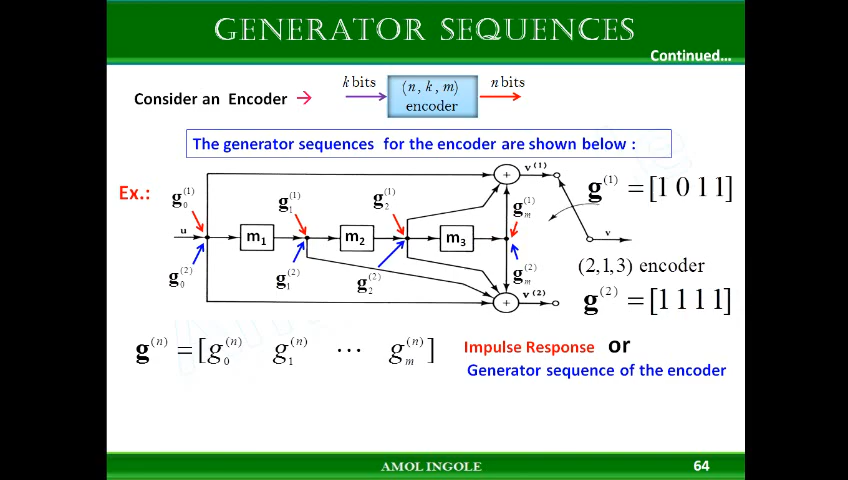 GENERATOR SEQUENCES
Continued...
Consider an Encoder →
k bits
(n, k, m)
encoder
n bits
The generator sequences for the encoder are shown below :
Ex.:
g₀⁽¹⁾
g₁⁽¹⁾
g₂⁽¹⁾
gₘ⁽¹⁾
v⁽¹⁾
g⁽¹⁾ = [1 0 1 1]
u
m₁
m₂
m₃
v
g₀⁽²⁾
g₁⁽²⁾
g₂⁽²⁾
gₘ⁽²⁾
(2,1,3) encoder
v⁽²⁾
g⁽²⁾ = [1 1 1 1]
g⁽ⁿ⁾ = [g₀⁽ⁿ⁾ g₁⁽ⁿ⁾ ⋯ gₘ⁽ⁿ⁾]
Impulse Response or
Generator sequence of the encoder
AMOL INGOLE
64